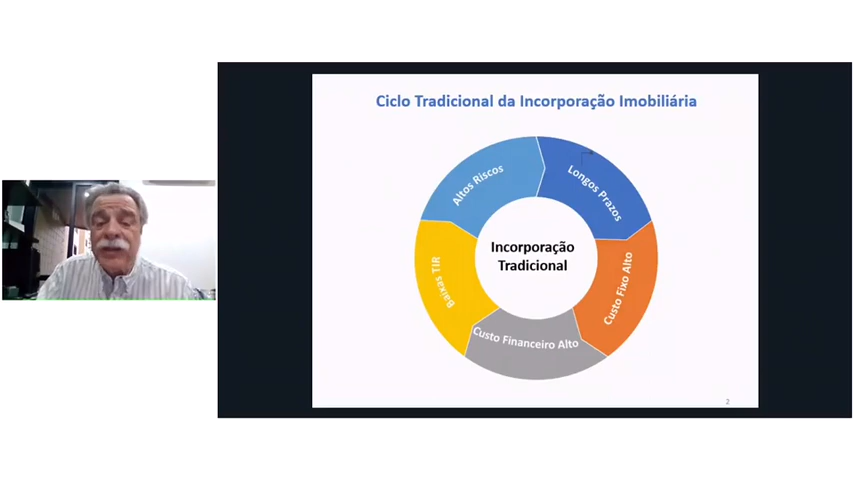 Ciclo Tradicional da Incorporação Imobiliária
Altos Riscos
Longos Prazos
Incorporação
Tradicional
Baixas TIR
Custo Fixo Alto
Custo Financeiro Alto
2